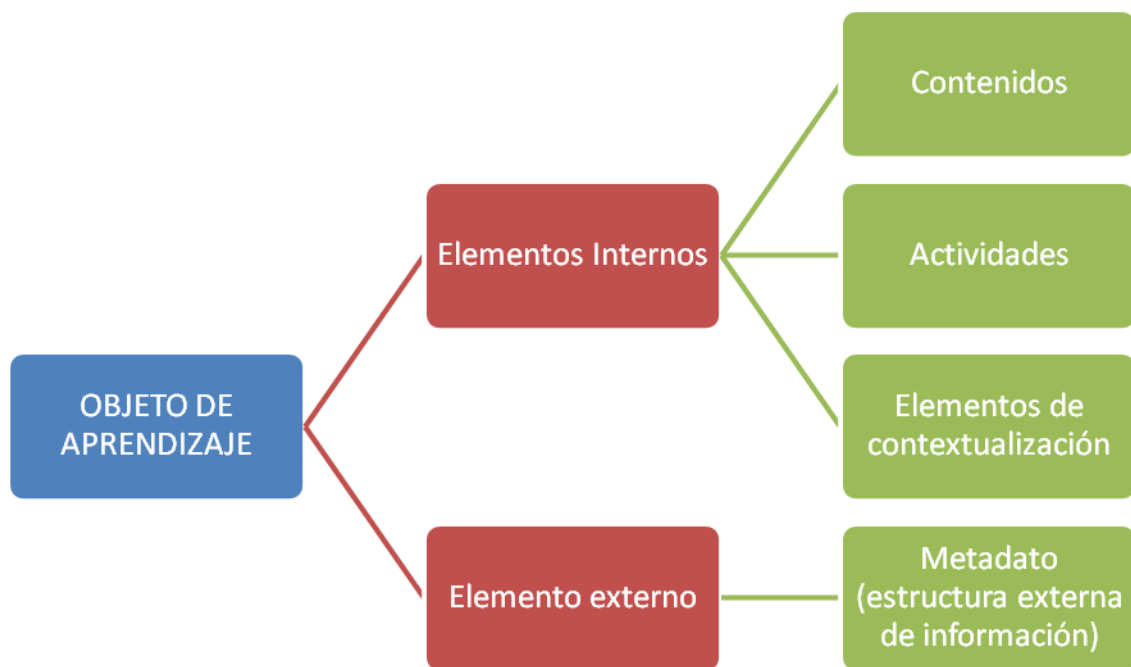 OBJETO DE
APRENDIZAJE
Elementos Internos
Contenidos
Actividades
Elementos de
contextualización
Elemento externo
Metadato
(estructura externa
de información)